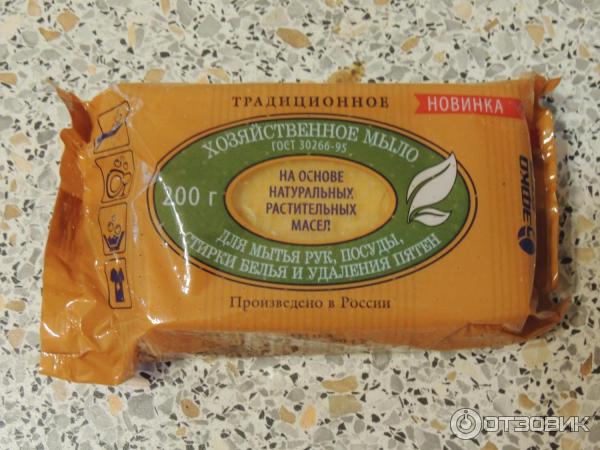 ТРАДИЦИОННОЕ
НОВИНКА
ХОЗЯЙСТВЕННОЕ МЫЛО
ГОСТ 30266-95
200 г
НА ОСНОВЕ
НАТУРАЛЬНЫХ
РАСТИТЕЛЬНЫХ
МАСЕЛ
ДЛЯ МЫТЬЯ РУК, ПОСУДЫ,
СТИРКИ БЕЛЬЯ И УДАЛЕНИЯ ПЯТЕН
Произведено в России
ЭФКО
ОТЗОВИК